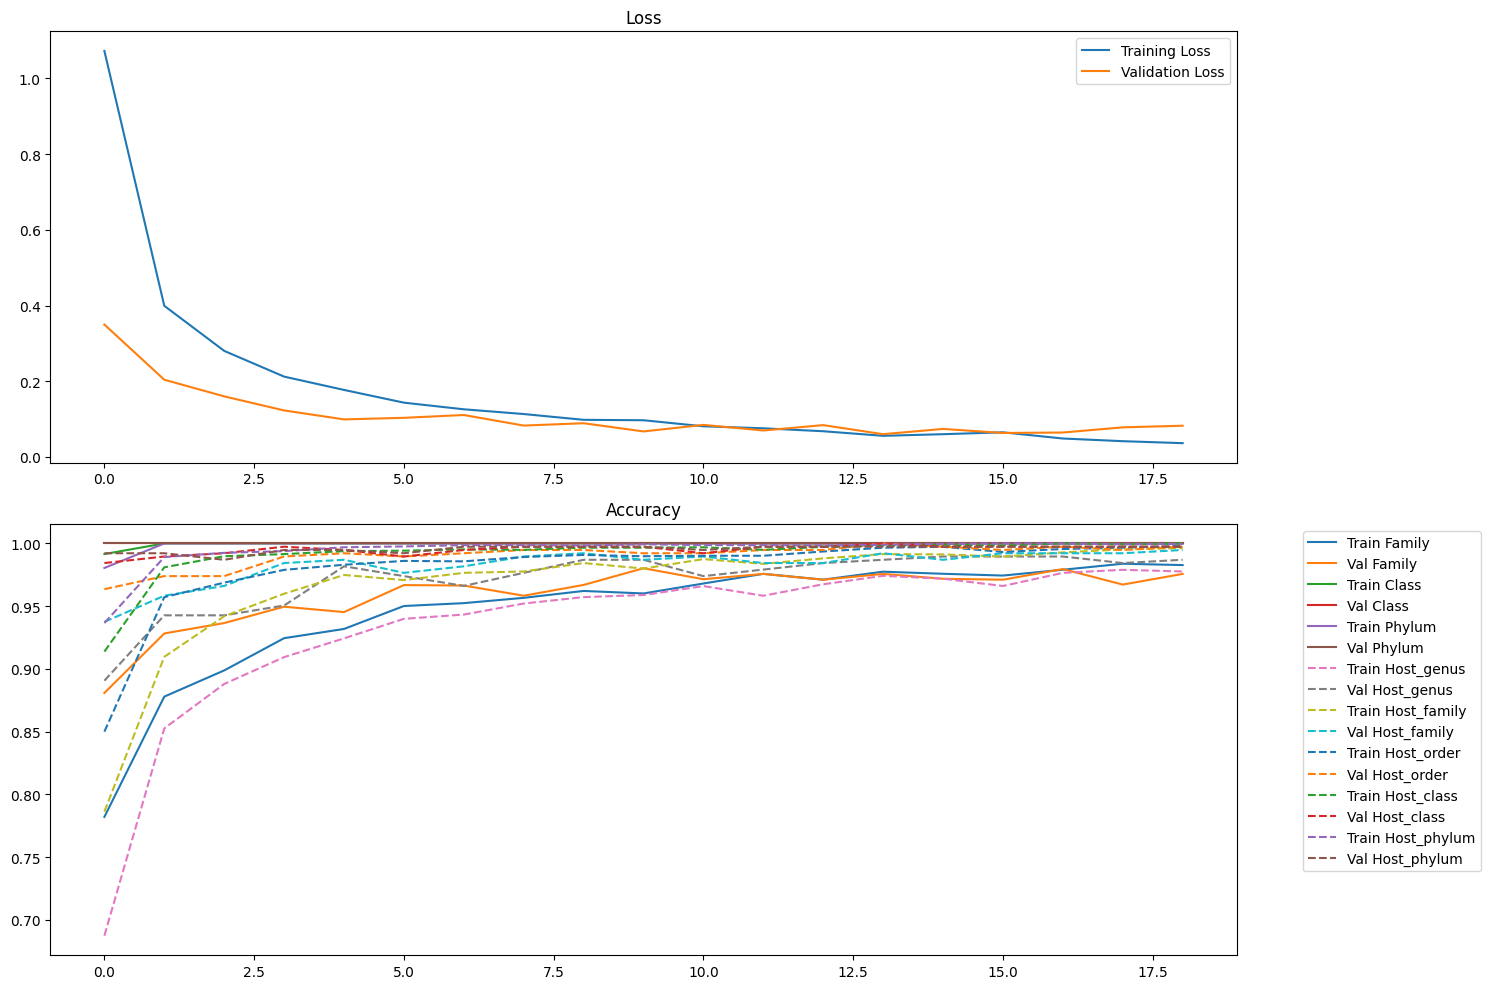 Loss
1.0
0.8
0.6
0.4
0.2
0.0
Training Loss
Validation Loss
0.0 2.5 5.0 7.5 10.0 12.5 15.0 17.5
Accuracy
1.00
0.95
0.90
0.85
0.80
0.75
0.70
0.0 2.5 5.0 7.5 10.0 12.5 15.0 17.5
Train Family
Val Family
Train Class
Val Class
Train Phylum
Val Phylum
Train Host_genus
Val Host_genus
Train Host_family
Val Host_family
Train Host_order
Val Host_order
Train Host_class
Val Host_class
Train Host_phylum
Val Host_phylum